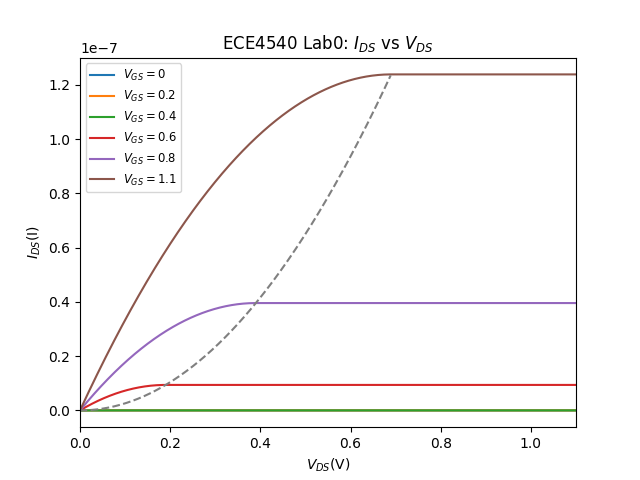 ECE4540 Lab0: I_DS vs V_DS
1e−7
V_GS = 0
V_GS = 0.2
V_GS = 0.4
V_GS = 0.6
V_GS = 0.8
V_GS = 1.1
1.2
1.0
0.8
0.6
0.4
0.2
0.0
I_DS(I)
0.0 0.2 0.4 0.6 0.8 1.0
V_DS(V)